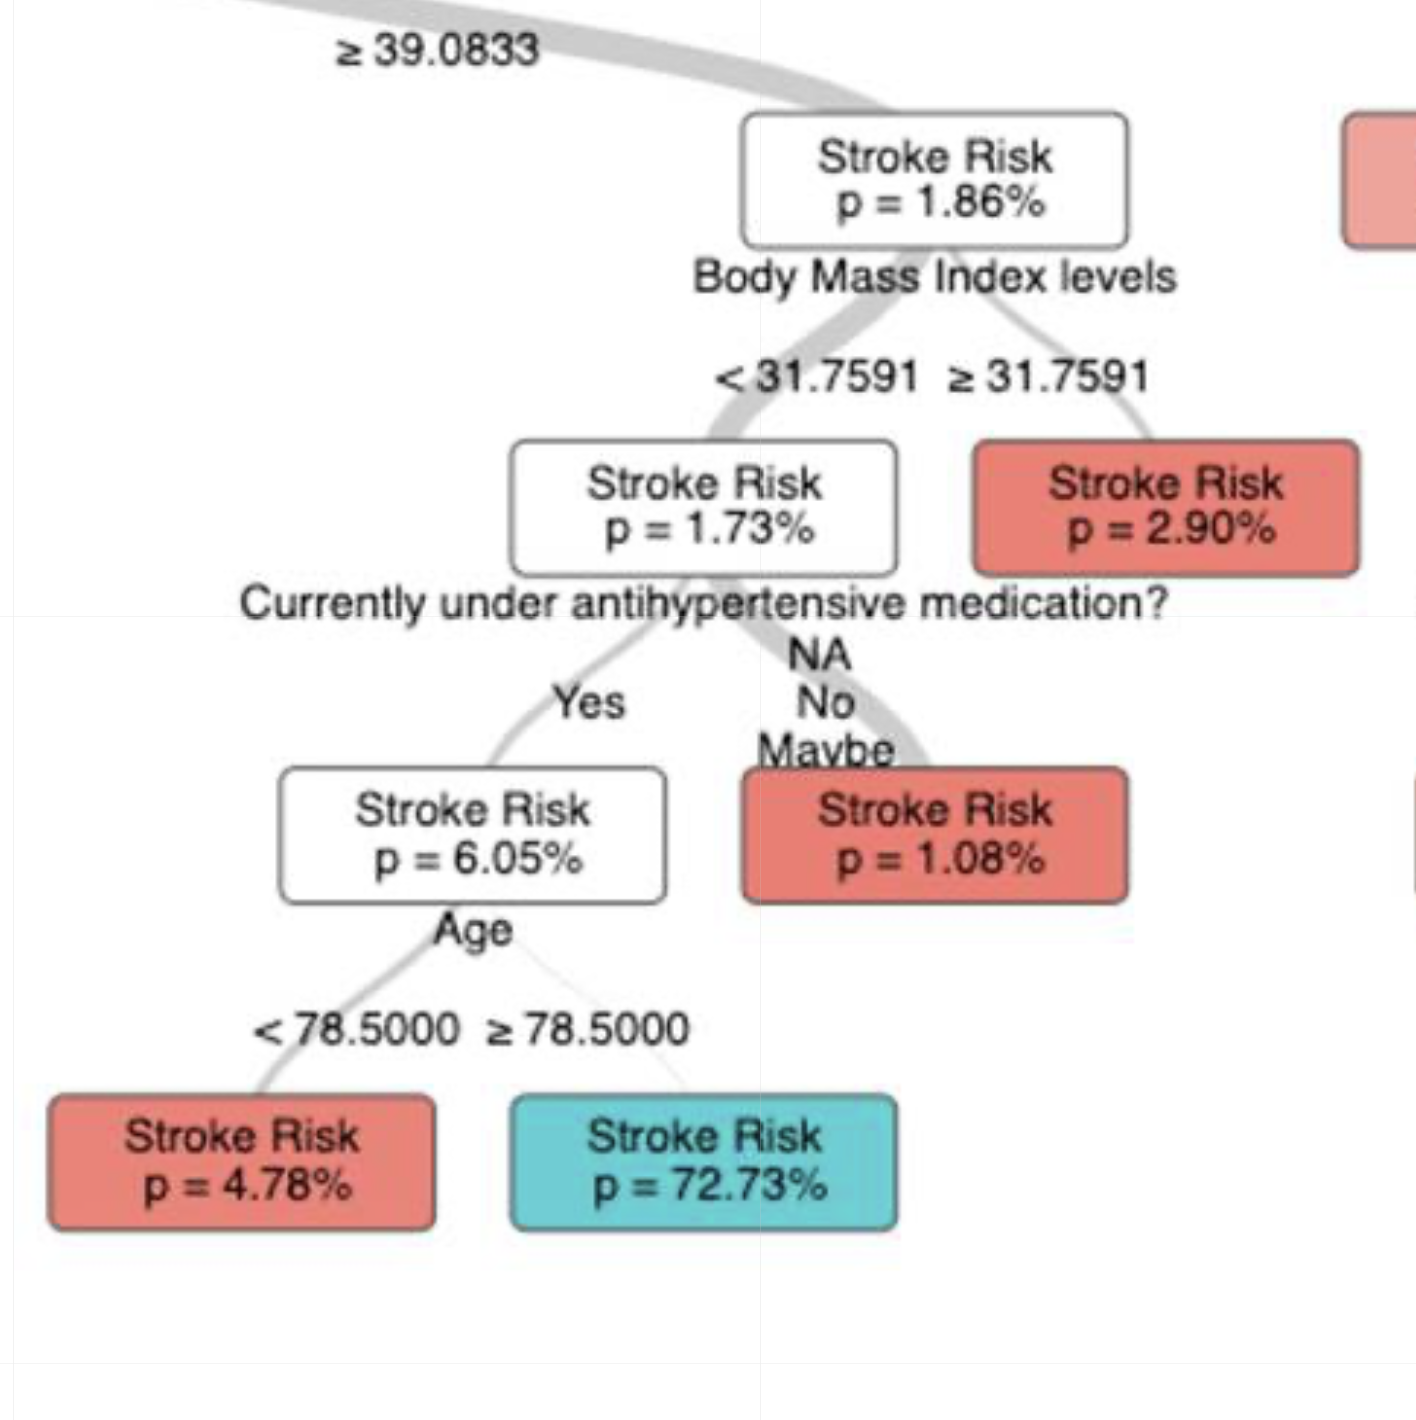 ≥ 39.0833
Stroke Risk
p = 1.86%
Body Mass Index levels
< 31.7591 ≥ 31.7591
Stroke Risk
p = 1.73%
Stroke Risk
p = 2.90%
Currently under antihypertensive medication?
NA
Yes
No
Maybe
Stroke Risk
p = 6.05%
Stroke Risk
p = 1.08%
Age
< 78.5000 ≥ 78.5000
Stroke Risk
p = 4.78%
Stroke Risk
p = 72.73%